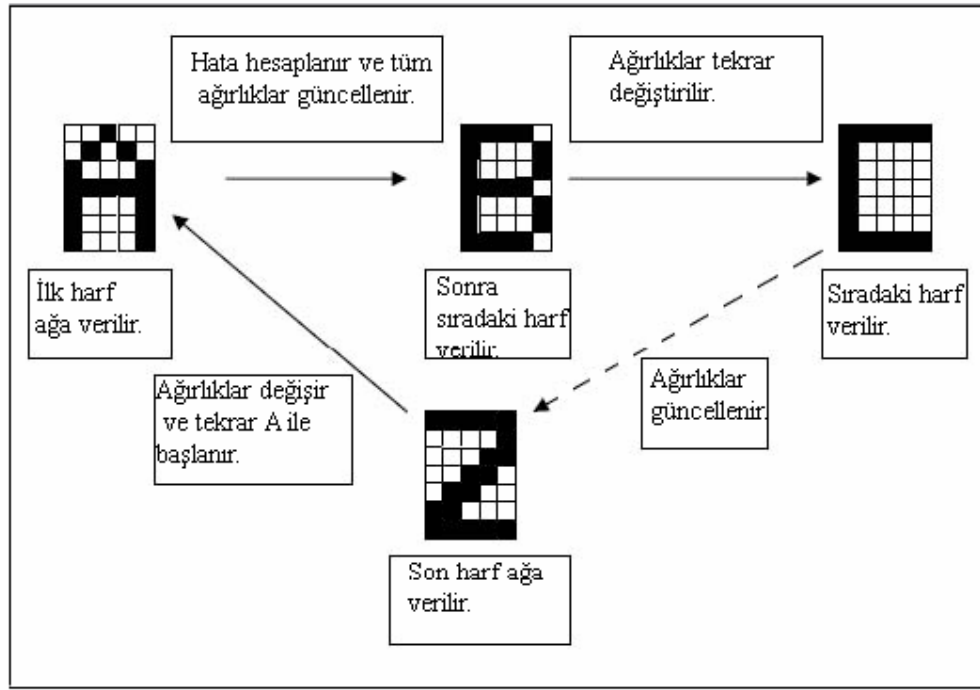 Hata hesaplanır ve tüm
ağırlıklar güncellenir.
Ağırlıklar tekrar
değiştirilir.
İlk harf
ağa verilir.
Sonra
sıradaki harf
verilir.
Sıradaki harf
verilir.
Ağırlıklar değişir
ve tekrar A ile
başlanır.
Ağırlıklar
güncellenir.
Son harf ağa
verilir.